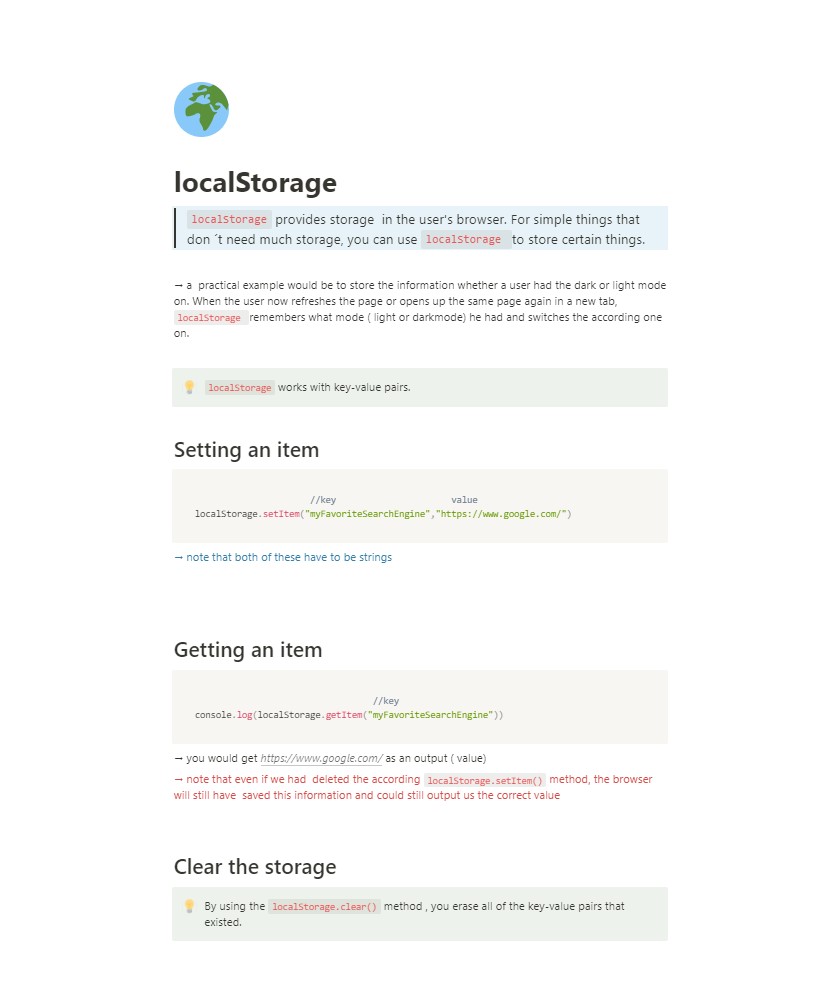 localStorage
localStorage provides storage in the user's browser. For simple things that
don ´t need much storage, you can use localStorage to store certain things.
→ a practical example would be to store the information whether a user had the dark or light mode
on. When the user now refreshes the page or opens up the same page again in a new tab,
localStorage remembers what mode ( light or darkmode) he had and switches the according one
on.
localStorage works with key-value pairs.
Setting an item
//key value
localStorage.setItem("myFavoriteSearchEngine","https://www.google.com/")
→ note that both of these have to be strings
Getting an item
//key
console.log(localStorage.getItem("myFavoriteSearchEngine"))
→ you would get https://www.google.com/ as an output ( value)
→ note that even if we had deleted the according localStorage.setItem() method, the browser
will still have saved this information and could still output us the correct value
Clear the storage
By using the localStorage.clear() method , you erase all of the key-value pairs that
existed.